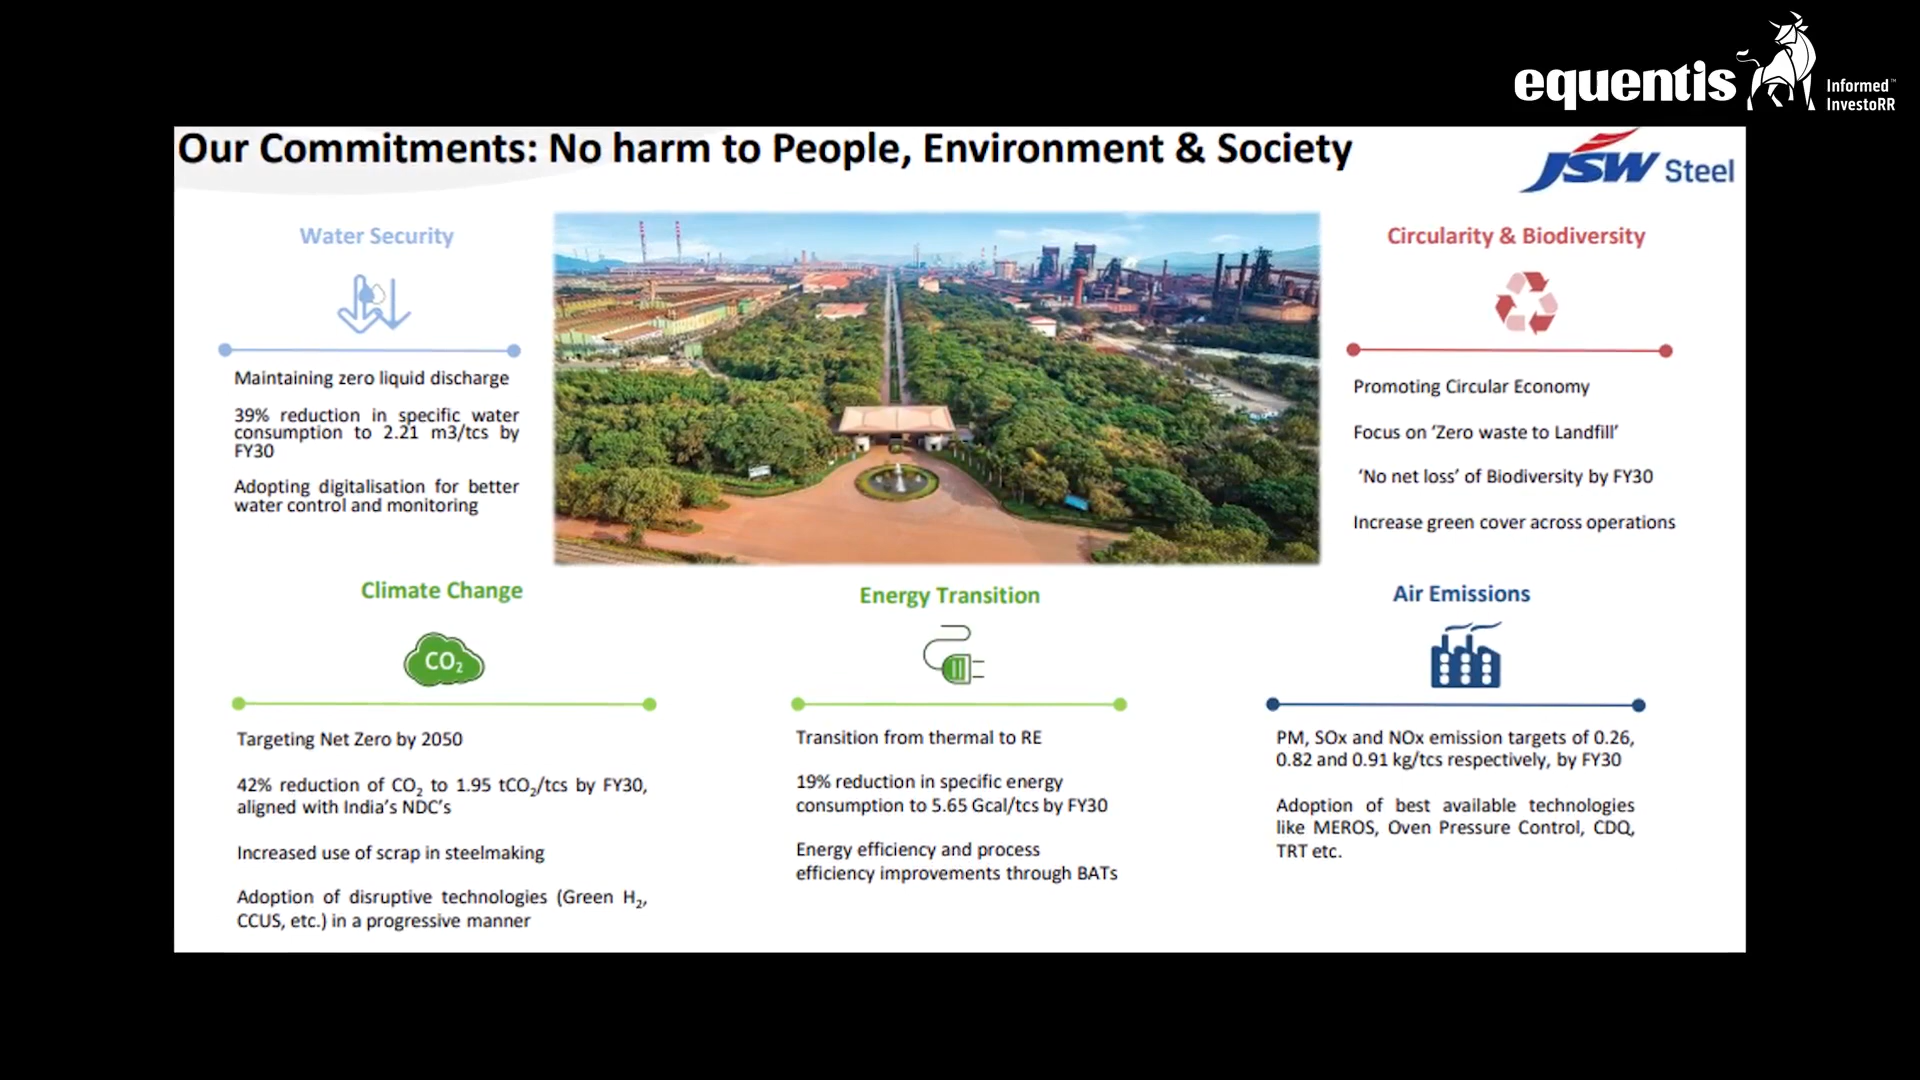 equentis
Informed™
InvestoRR
Our Commitments: No harm to People, Environment & Society
JSW Steel
Water Security
Maintaining zero liquid discharge
39% reduction in specific water
consumption to 2.21 m3/tcs by
FY30
Adopting digitalisation for better
water control and monitoring
Circularity & Biodiversity
Promoting Circular Economy
Focus on ‘Zero waste to Landfill’
‘No net loss’ of Biodiversity by FY30
Increase green cover across operations
Climate Change
CO₂
Targeting Net Zero by 2050
42% reduction of CO₂ to 1.95 tCO₂/tcs by FY30,
aligned with India’s NDC’s
Increased use of scrap in steelmaking
Adoption of disruptive technologies (Green H₂,
CCUS, etc.) in a progressive manner
Energy Transition
Transition from thermal to RE
19% reduction in specific energy
consumption to 5.65 Gcal/tcs by FY30
Energy efficiency and process
efficiency improvements through BATs
Air Emissions
PM, SOx and NOx emission targets of 0.26,
0.82 and 0.91 kg/tcs respectively, by FY30
Adoption of best available technologies
like MEROS, Oven Pressure Control, CDQ,
TRT etc.